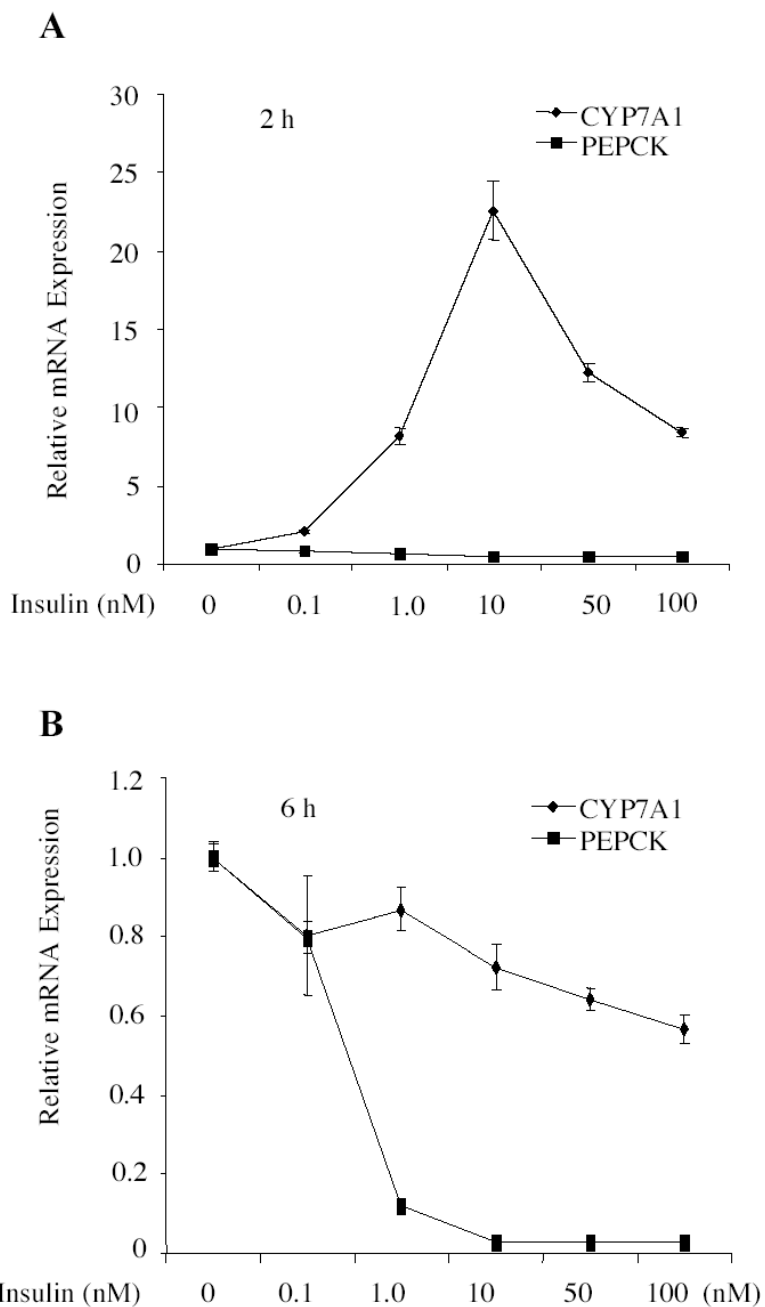 A
2 h
CYP7A1
PEPCK
Relative mRNA Expression
30
25
20
15
10
5
0
Insulin (nM) 0 0.1 1.0 10 50 100
B
6 h
CYP7A1
PEPCK
Relative mRNA Expression
1.2
1.0
0.8
0.6
0.4
0.2
0
Insulin (nM) 0 0.1 1.0 10 50 100 (nM)